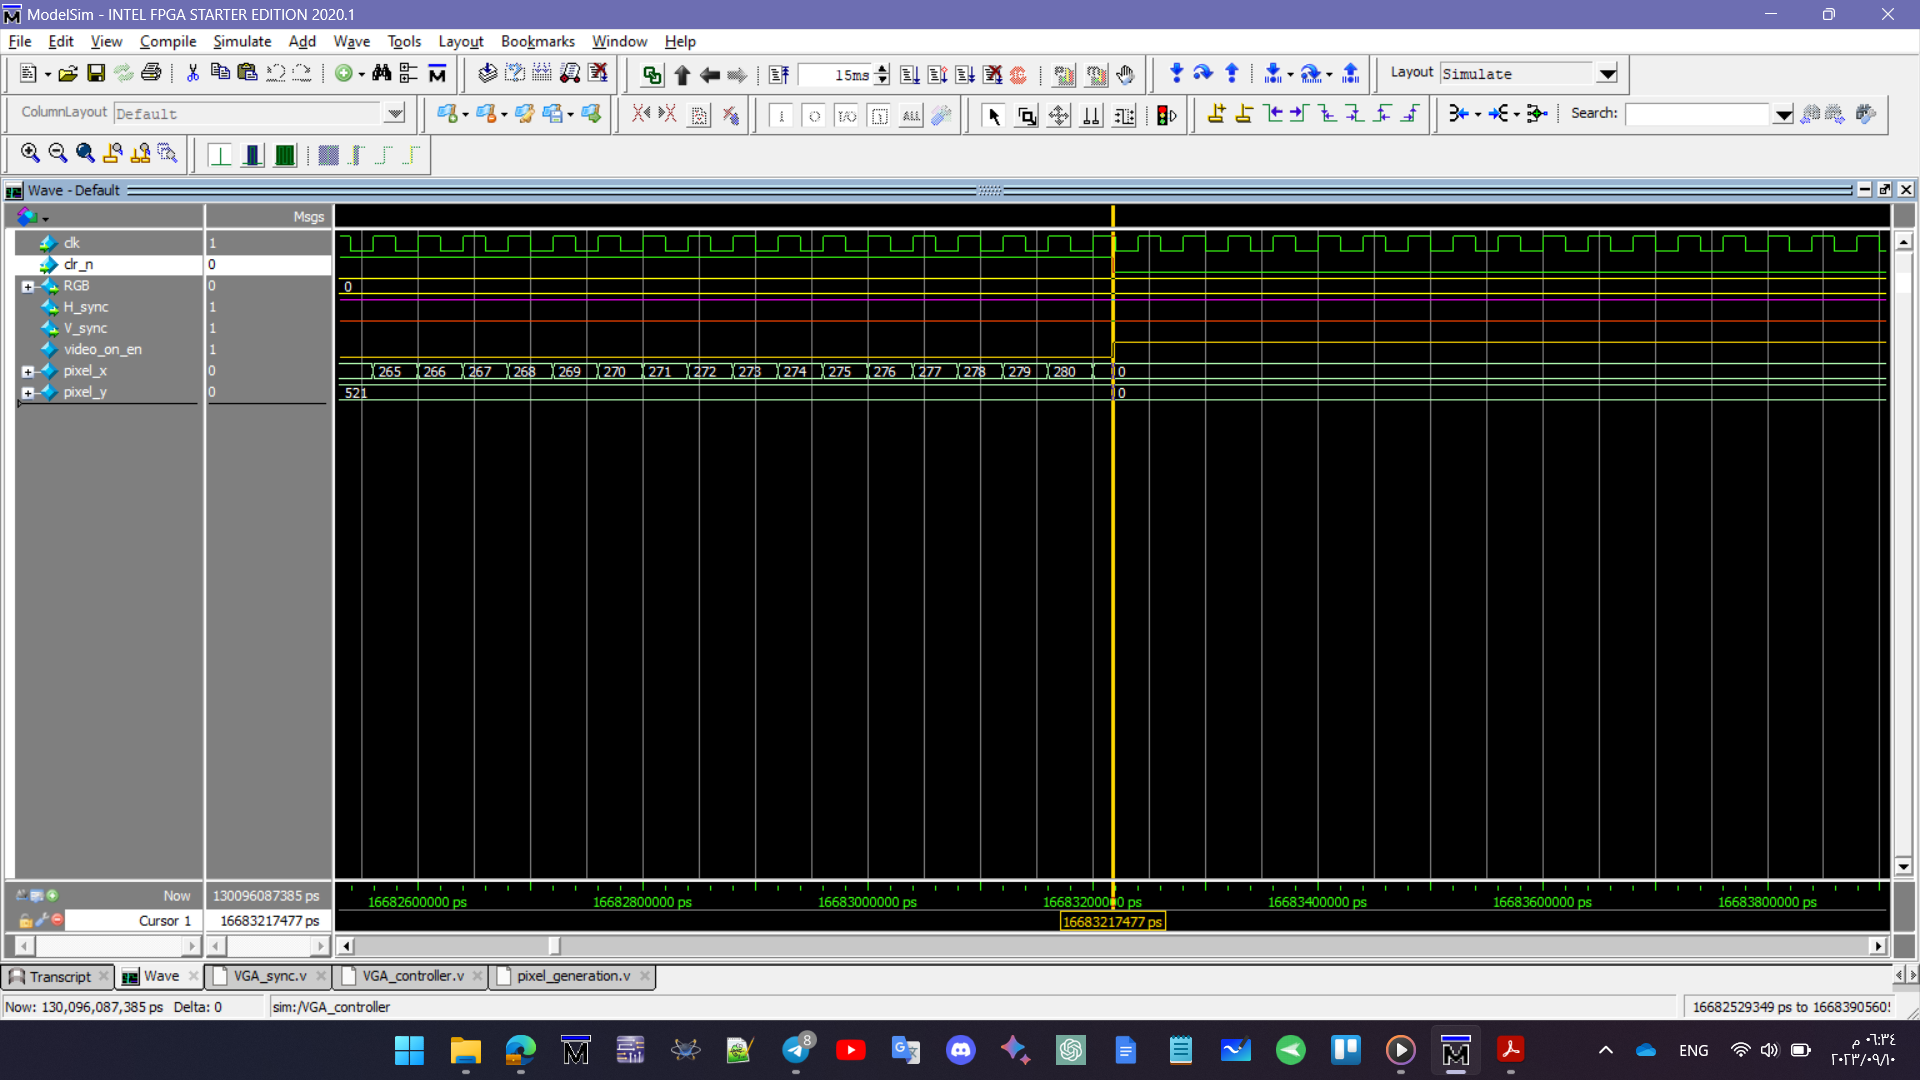 ModelSim - INTEL FPGA STARTER EDITION 2020.1
File Edit View Compile Simulate Add Wave Tools Layout Bookmarks Window Help
15ms Layout Simulate
ColumnLayout Default ALL Search:
Wave - Default
Msgs
clk 1
clr_n 0
RGB 0 0
H_sync 1
V_sync 1
video_on_en 1
pixel_x 0 265 266 267 268 269 270 271 272 273 274 275 276 277 278 279 280 0
pixel_y 0 521 0
Now 130096087385 ps 16682600000 ps 16682800000 ps 16683000000 ps 16683200000 ps 16683400000 ps 16683600000 ps 16683800000 ps
Cursor 1 16683217477 ps 16683217477 ps
Transcript Wave VGA_sync.v VGA_controller.v pixel_generation.v
Now: 130,096,087,385 ps Delta: 0 sim:/VGA_controller 16682529349 ps to 1668390560
8 ENG ٠٦:٣٤ م
٢٠٢٣/٠٩/١٠